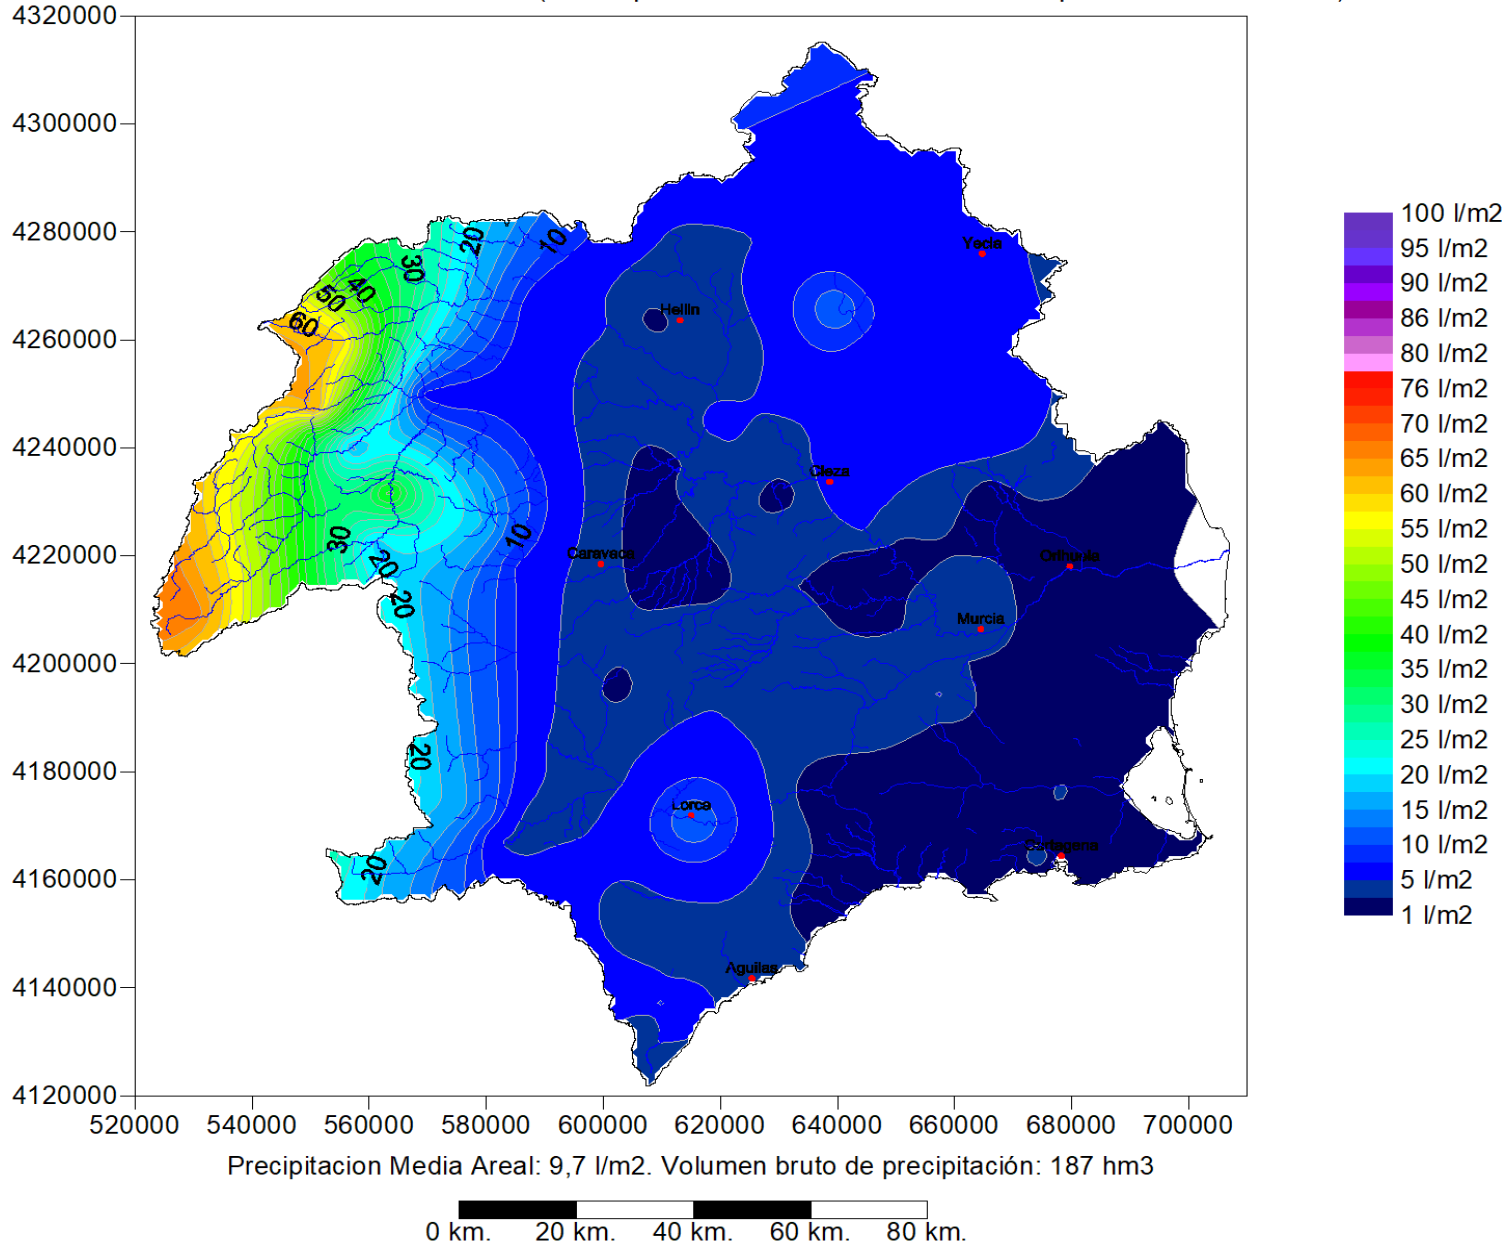 4320000
4300000
4280000
4260000
4240000
4220000
4200000
4180000
4160000
4140000
4120000
520000 540000 560000 580000 600000 620000 640000 660000 680000 700000
20
10
30
40
50
60
Yecla
Hellin
Cieza
10
30
Caravaca
20
Orihuela
20
Murcia
20
Lorca
Cartagena
20
Aguilas
100 l/m2
95 l/m2
90 l/m2
86 l/m2
80 l/m2
76 l/m2
70 l/m2
65 l/m2
60 l/m2
55 l/m2
50 l/m2
45 l/m2
40 l/m2
35 l/m2
30 l/m2
25 l/m2
20 l/m2
15 l/m2
10 l/m2
5 l/m2
1 l/m2
Precipitacion Media Areal: 9,7 l/m2. Volumen bruto de precipitación: 187 hm3
0 km. 20 km. 40 km. 60 km. 80 km.